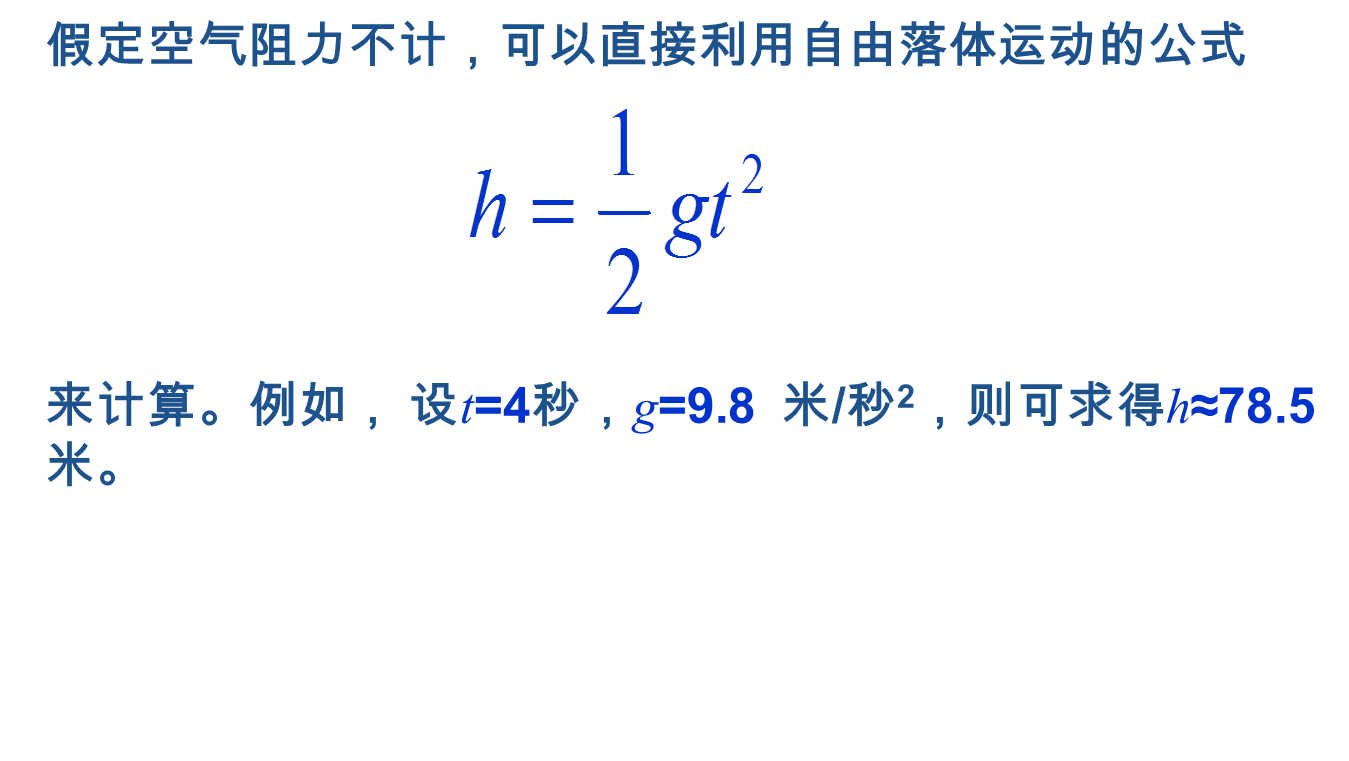 假定空气阻力不计，可以直接利用自由落体运动的公式
h = 1/2 gt²
来计算。例如， 设t=4秒，g=9.8 米/秒²，则可求得h≈78.5
米。